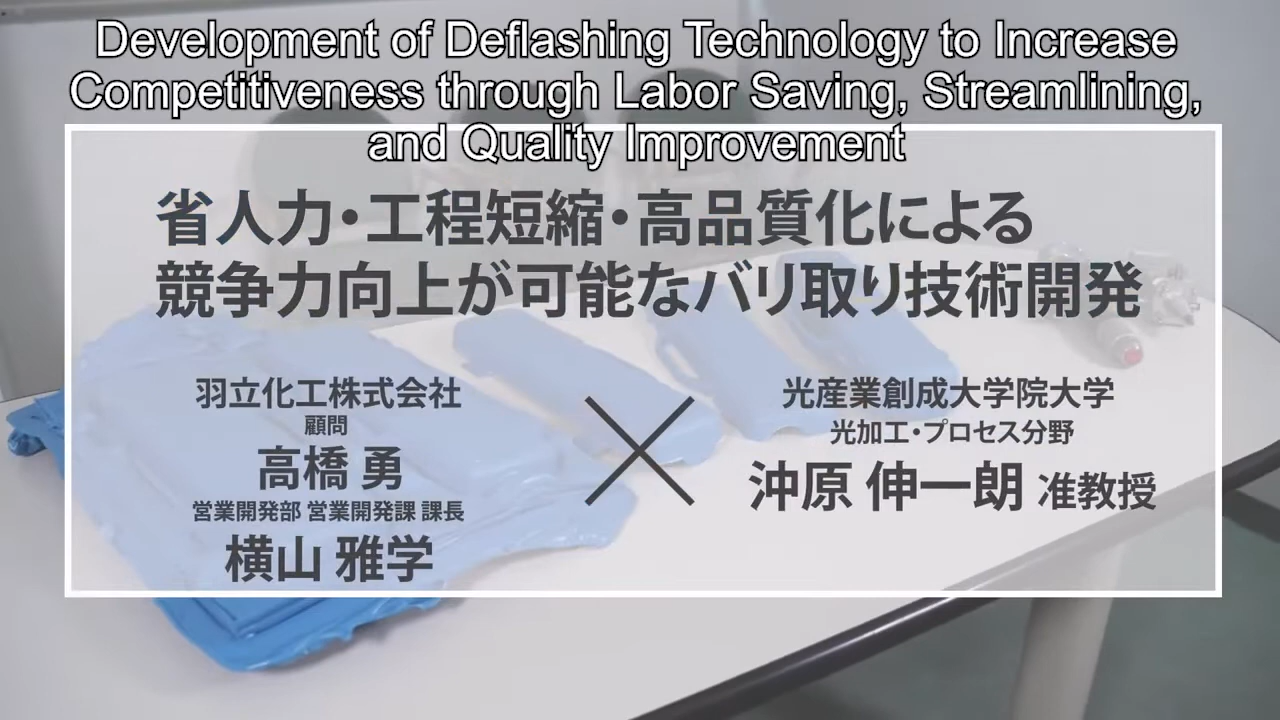 Development of Deflashing Technology to Increase
Competitiveness through Labor Saving, Streamlining,
and Quality Improvement
省人力・工程短縮・高品質化による
競争力向上が可能なバリ取り技術開発
羽立化工株式会社
顧問
高橋 勇
営業開発部 営業開発課 課長
横山 雅学
×
光産業創成大学院大学
光加工・プロセス分野
沖原 伸一朗 准教授